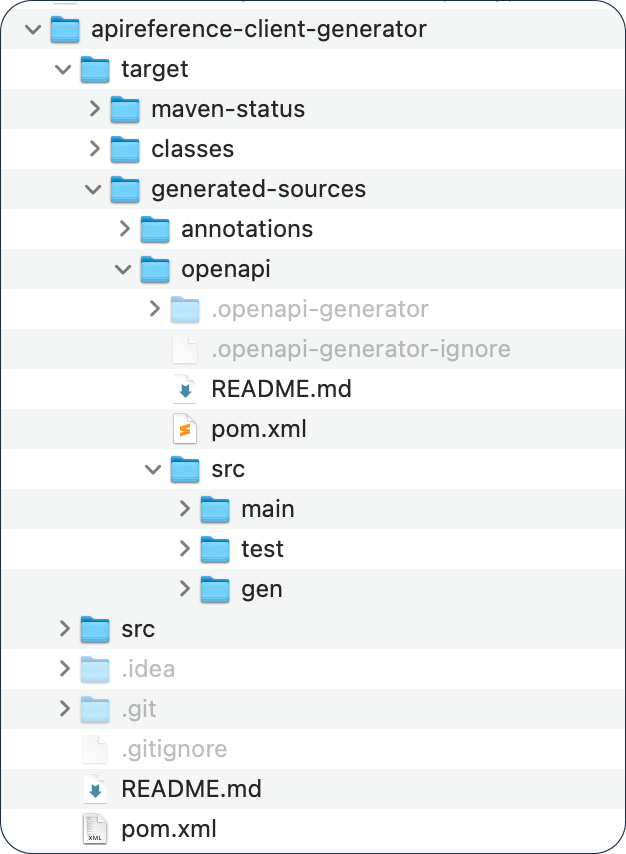 apireference-client-generator
target
maven-status
classes
generated-sources
annotations
openapi
.openapi-generator
.openapi-generator-ignore
README.md
pom.xml
src
main
test
gen
src
.idea
.git
.gitignore
README.md
XML pom.xml